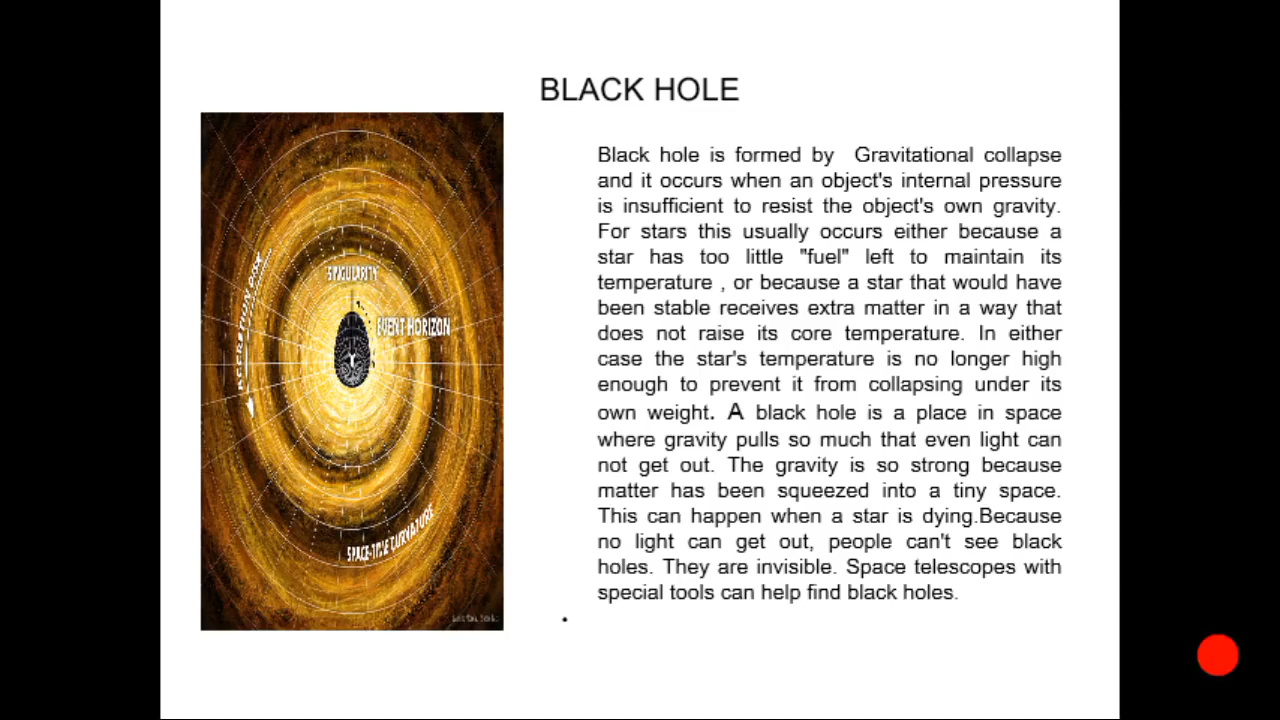 BLACK HOLE
Black hole is formed by Gravitational collapse
and it occurs when an object's internal pressure
is insufficient to resist the object's own gravity.
For stars this usually occurs either because a
star has too little "fuel" left to maintain its
temperature , or because a star that would have
been stable receives extra matter in a way that
does not raise its core temperature. In either
case the star's temperature is no longer high
enough to prevent it from collapsing under its
own weight. A black hole is a place in space
where gravity pulls so much that even light can
not get out. The gravity is so strong because
matter has been squeezed into a tiny space.
This can happen when a star is dying.Because
no light can get out, people can't see black
holes. They are invisible. Space telescopes with
special tools can help find black holes.
ACCRETION DISK
SINGULARITY
EVENT HORIZON
SPACE-TIME CURVATURE